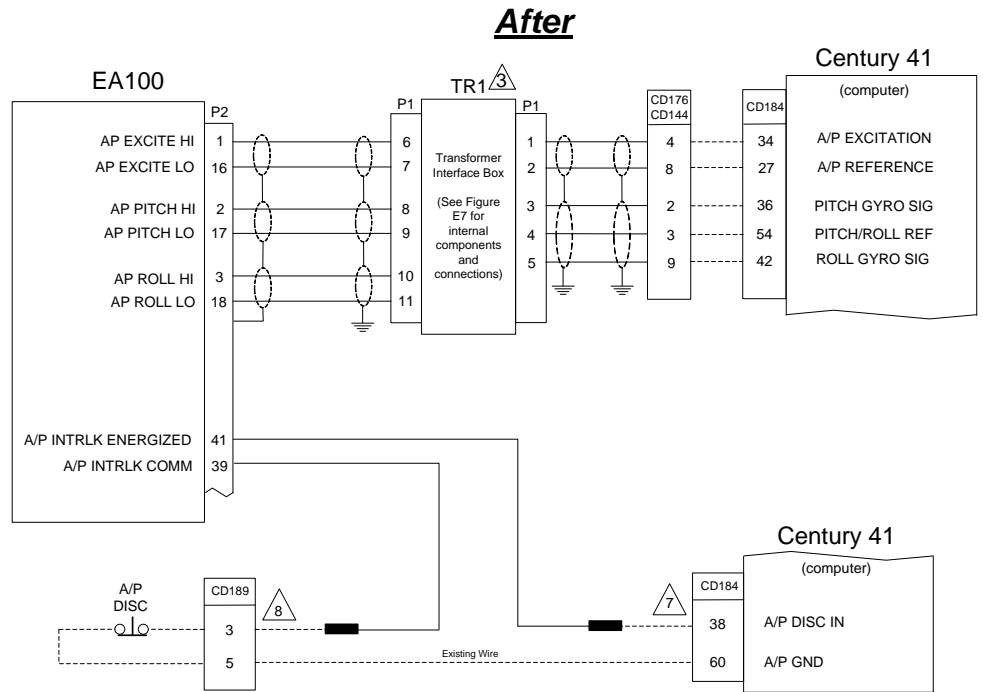 After
EA100
P2
AP EXCITE HI 1
AP EXCITE LO 16
AP PITCH HI 2
AP PITCH LO 17
AP ROLL HI 3
AP ROLL LO 18
A/P INTRLK ENERGIZED 41
A/P INTRLK COMM 39
TR1 3
P1
6
7
8
9
10
11
Transformer
Interface Box
(See Figure
E7 for
internal
components
and
connections)
P1
1
2
3
4
5
CD176
CD144
4
8
2
3
9
Century 41
(computer)
CD184
34 A/P EXCITATION
27 A/P REFERENCE
36 PITCH GYRO SIG
54 PITCH/ROLL REF
42 ROLL GYRO SIG
A/P
DISC
CD189
8
3
5
Existing Wire
Century 41
(computer)
7
CD184
38 A/P DISC IN
60 A/P GND